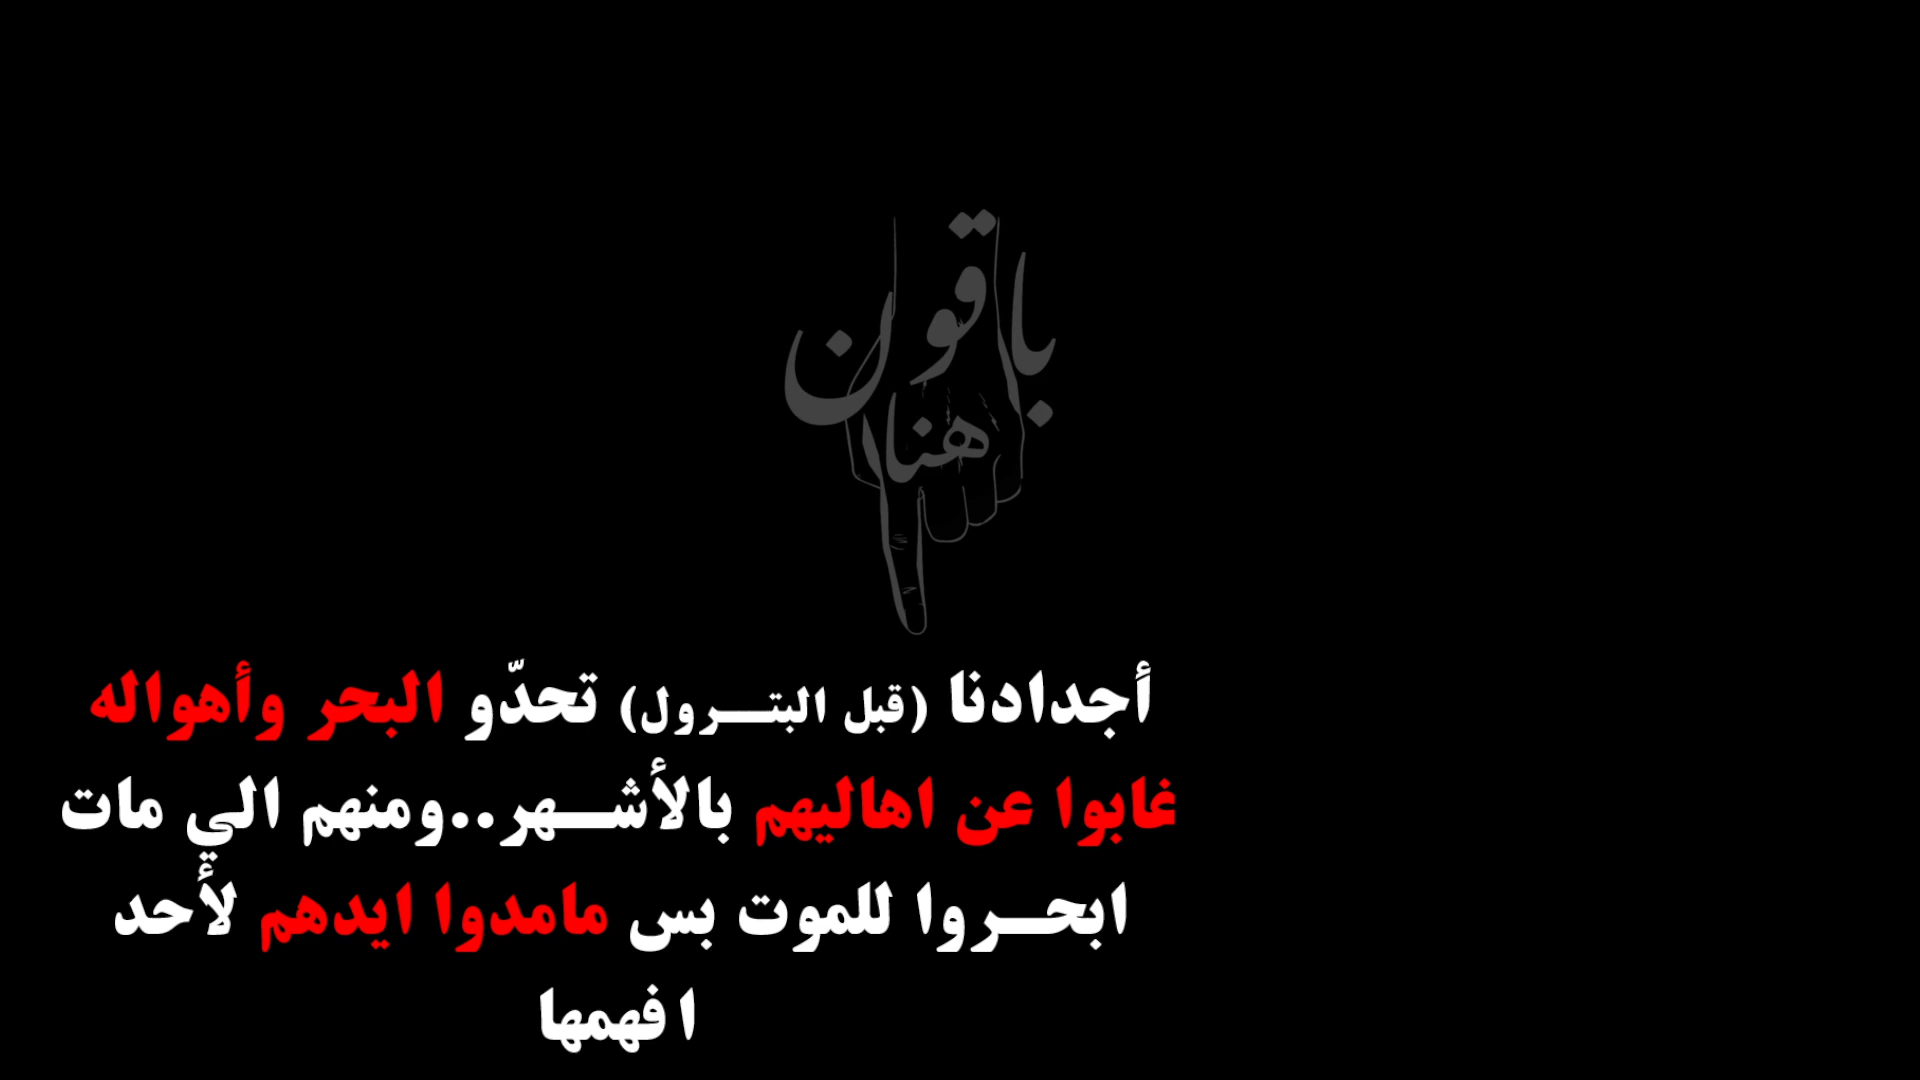 باقون
هنا
أجدادنا (قبل البتـــرول) تحدّو البحر وأهواله
غابوا عن اهاليهم بالأشـــهر..ومنهم الي مات
ابحـــروا للموت بس مامدوا ايدهم لأحد
افهمها